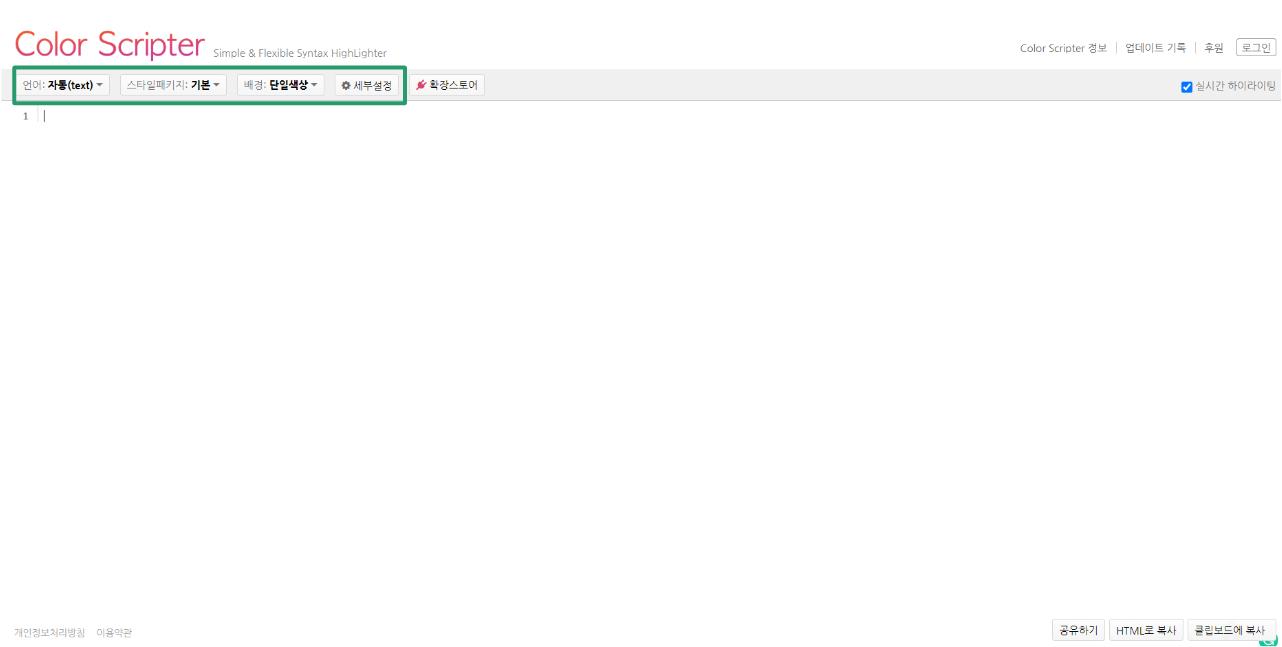 Color Scripter Simple & Flexible Syntax HighLighter
Color Scripter 정보 업데이트 기록 후원 로그인
언어: 자동(text) 스타일패키지: 기본 배경: 단일색상 세부설정 확장스토어 실시간 하이라이팅
1
개인정보처리방침 이용약관 공유하기 HTML로 복사 클립보드에 복사